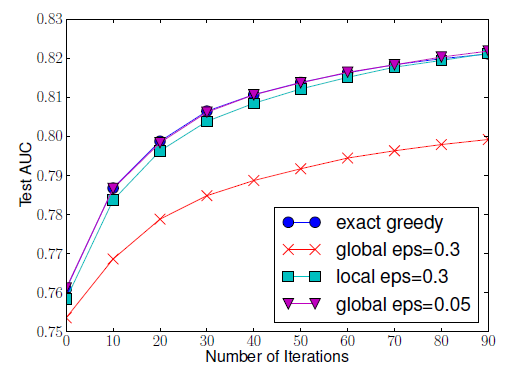 0.83
0.82
0.81
0.80
0.79
0.78
0.77
0.76
0.75
Test AUC
0 10 20 30 40 50 60 70 80 90
Number of Iterations
exact greedy
global eps=0.3
local eps=0.3
global eps=0.05